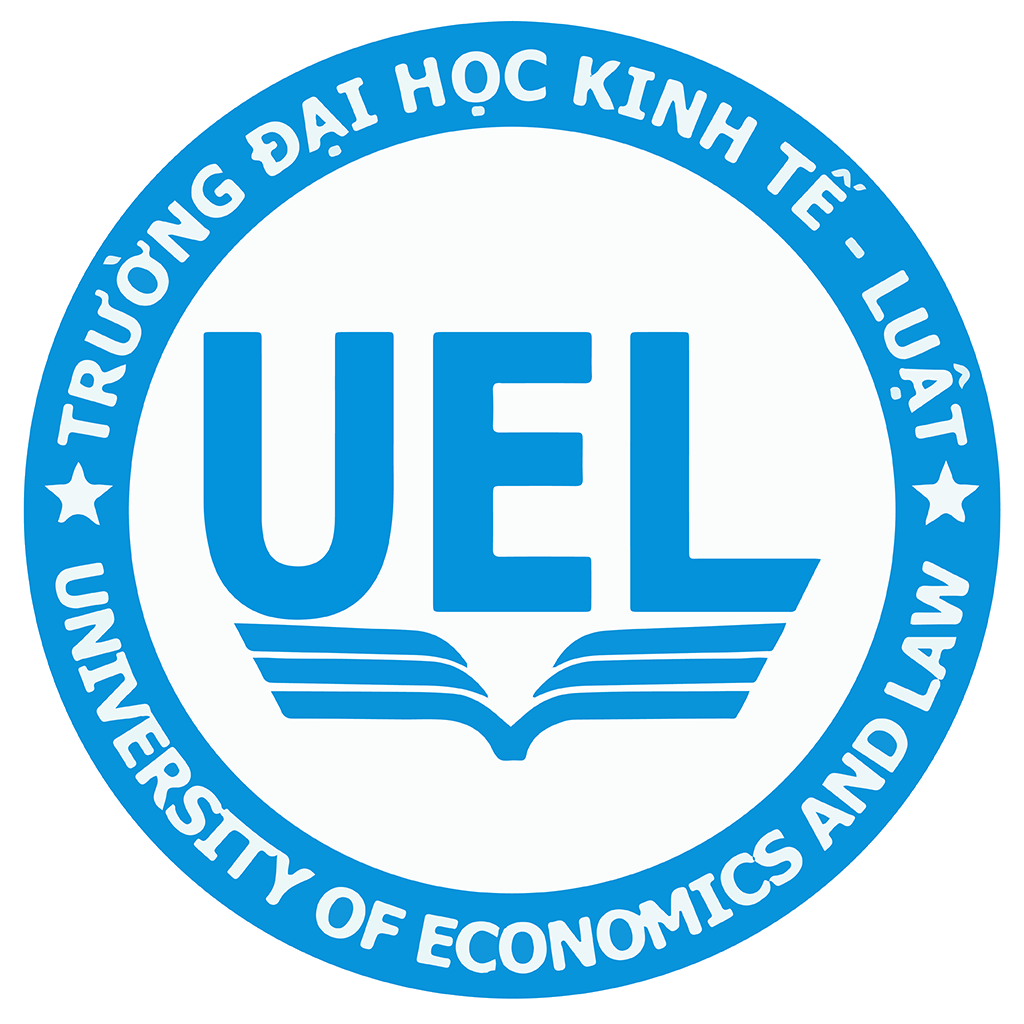 TRƯỜNG ĐẠI HỌC KINH TẾ - LUẬT
UEL
UNIVERSITY OF ECONOMICS AND LAW